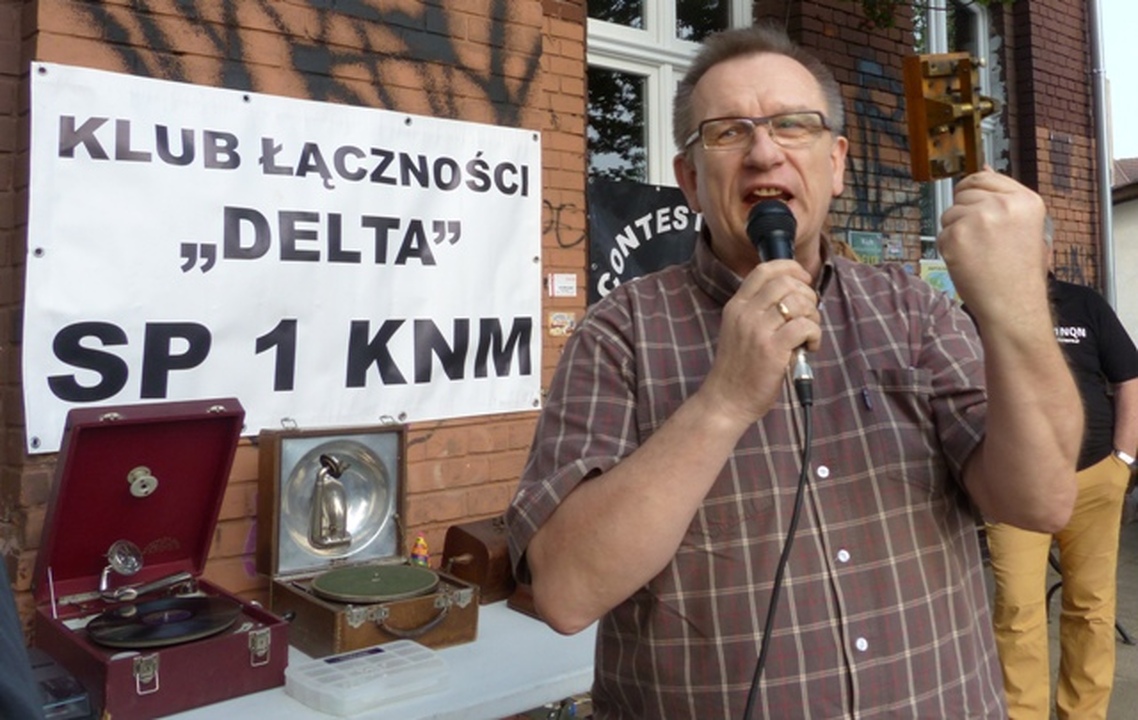 KLUB ŁĄCZNOŚCI
„DELTA”
SP 1 KNM
CONTEST